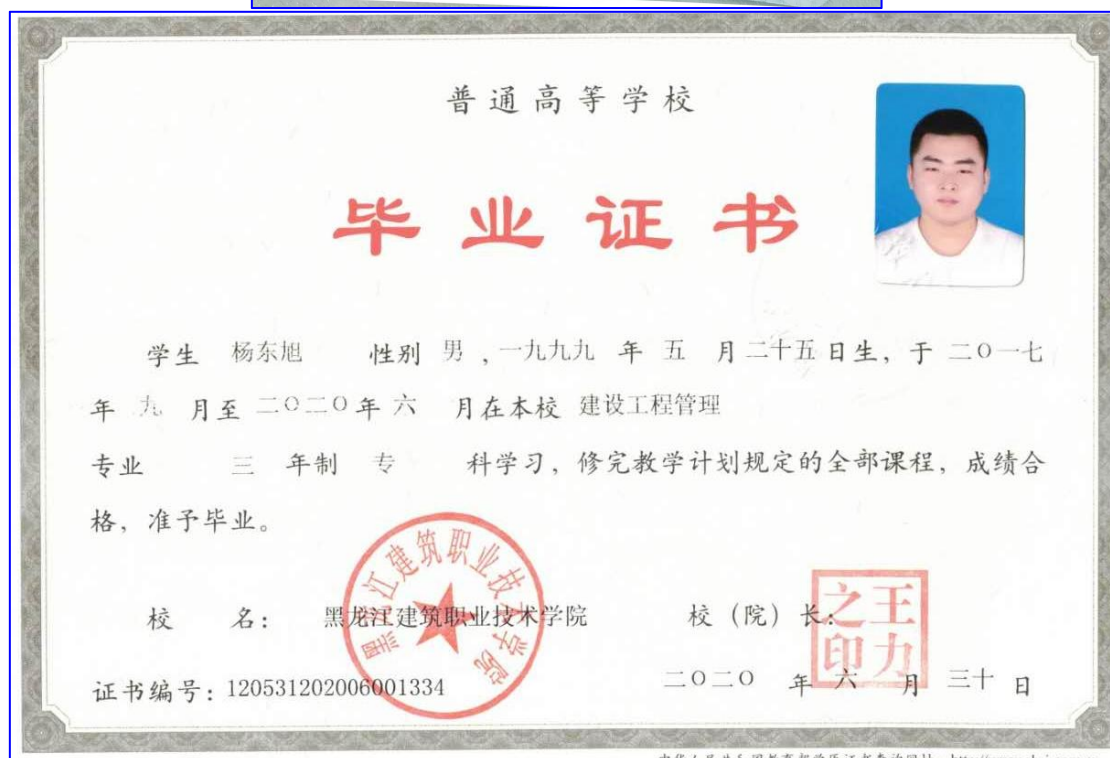 普通高等学校
毕业证书
学生 杨东旭 性别 男 ，一九九九 年 五 月二十五日生，于 二〇一七
年 九 月至 二〇二〇年 六 月在本校 建设工程管理
专业 三 年制 专 科学习，修完教学计划规定的全部课程，成绩合
格，准予毕业。
黑龙江建筑职业技术学院
校 名： 黑龙江建筑职业技术学院 校（院）长：
王力之印
证书编号：120531202006001334 二〇二〇 年 六 月 三十 日